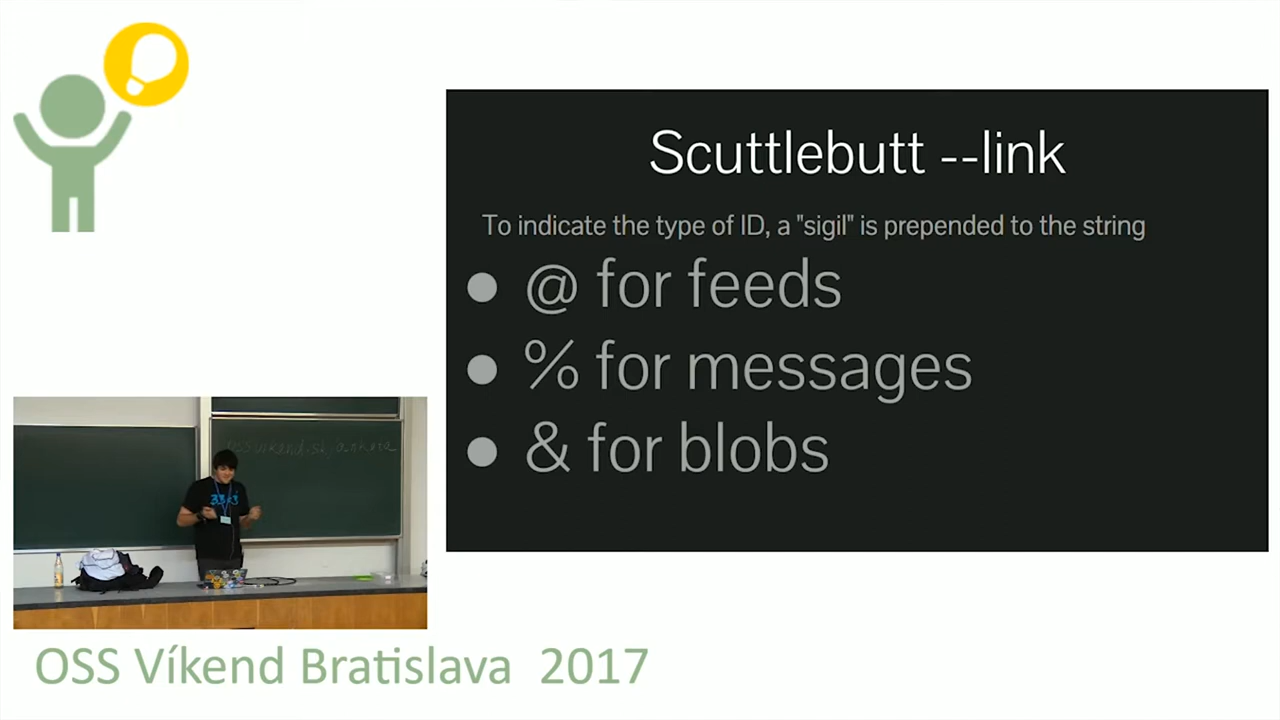 Scuttlebutt --link
To indicate the type of ID, a "sigil" is prepended to the string
● @ for feeds
● % for messages
● & for blobs
OSS Víkend Bratislava 2017